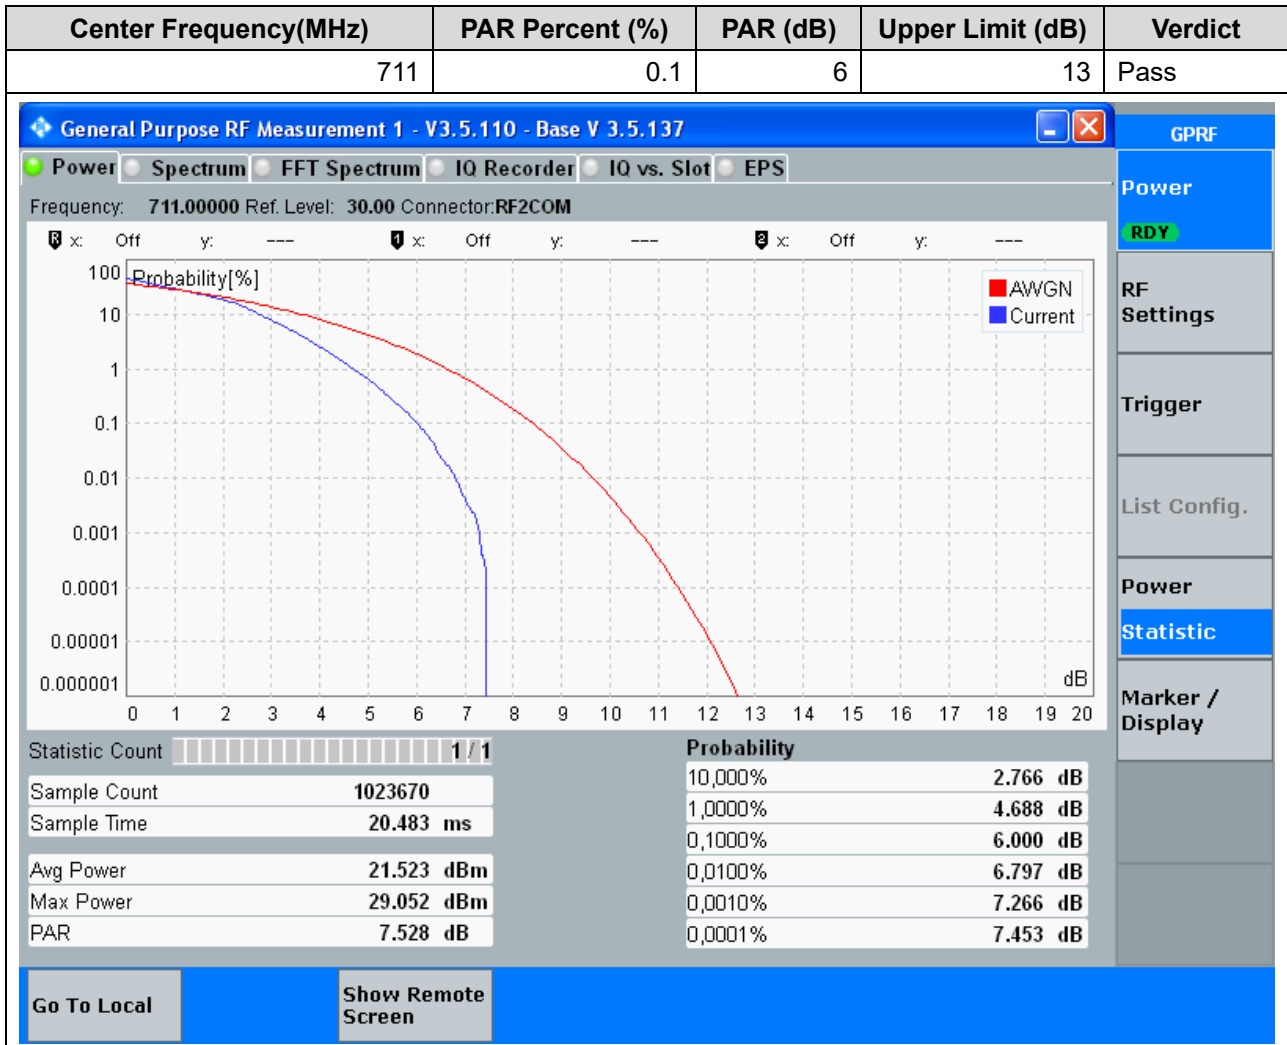 Center Frequency(MHz) PAR Percent (%) PAR (dB) Upper Limit (dB) Verdict
711 0.1 6 13 Pass
General Purpose RF Measurement 1 - V3.5.110 - Base V 3.5.137
GPRF
Power Spectrum FFT Spectrum IQ Recorder IQ vs. Slot EPS
Power
RDY
Frequency: 711.00000 Ref. Level: 30.00 Connector:RF2COM
R x: Off y: --- 1 x: Off y: --- 2 x: Off y: ---
Probability[%]
AWGN
Current
100
10
1
0.1
0.01
0.001
0.0001
0.00001
0.000001
dB
0 1 2 3 4 5 6 7 8 9 10 11 12 13 14 15 16 17 18 19 20
RF
Settings
Trigger
List Config.
Power
Statistic
Marker /
Display
Statistic Count 1 / 1
Sample Count 1023670
Sample Time 20.483 ms
Avg Power 21.523 dBm
Max Power 29.052 dBm
PAR 7.528 dB
Probability
10,000% 2.766 dB
1,0000% 4.688 dB
0,1000% 6.000 dB
0,0100% 6.797 dB
0,0010% 7.266 dB
0,0001% 7.453 dB
Go To Local
Show Remote
Screen